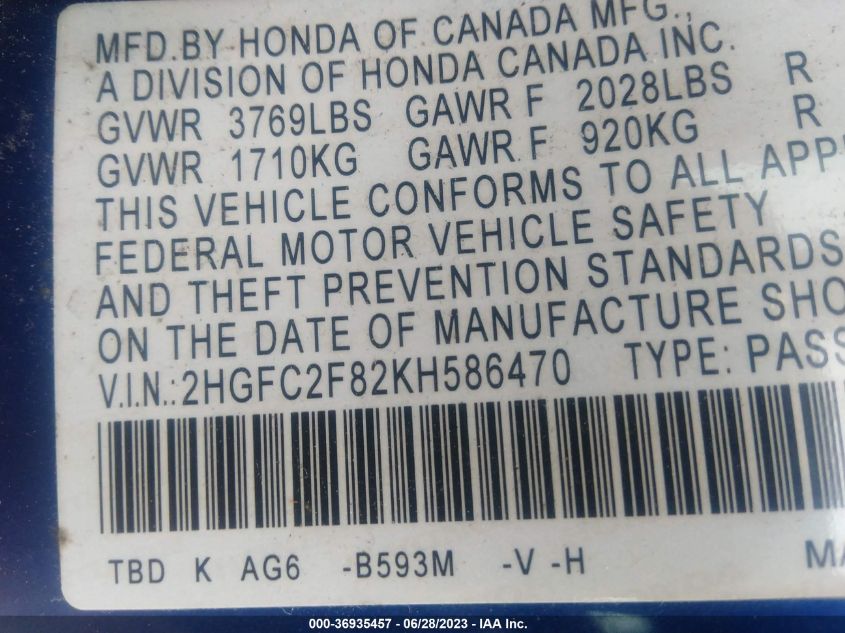 MFD.BY HONDA OF CANADA MFG.,
A DIVISION OF HONDA CANADA INC.
GVWR 3769LBS GAWR F 2028LBS R
GVWR 1710KG GAWR F 920KG R
THIS VEHICLE CONFORMS TO ALL APP
FEDERAL MOTOR VEHICLE SAFETY
AND THEFT PREVENTION STANDARDS
ON THE DATE OF MANUFACTURE SHO
V.I.N.:2HGFC2F82KH586470 TYPE: PASS
TBD K AG6 -B593M -V -H MA
000-36935457 - 06/28/2023 - IAA Inc.